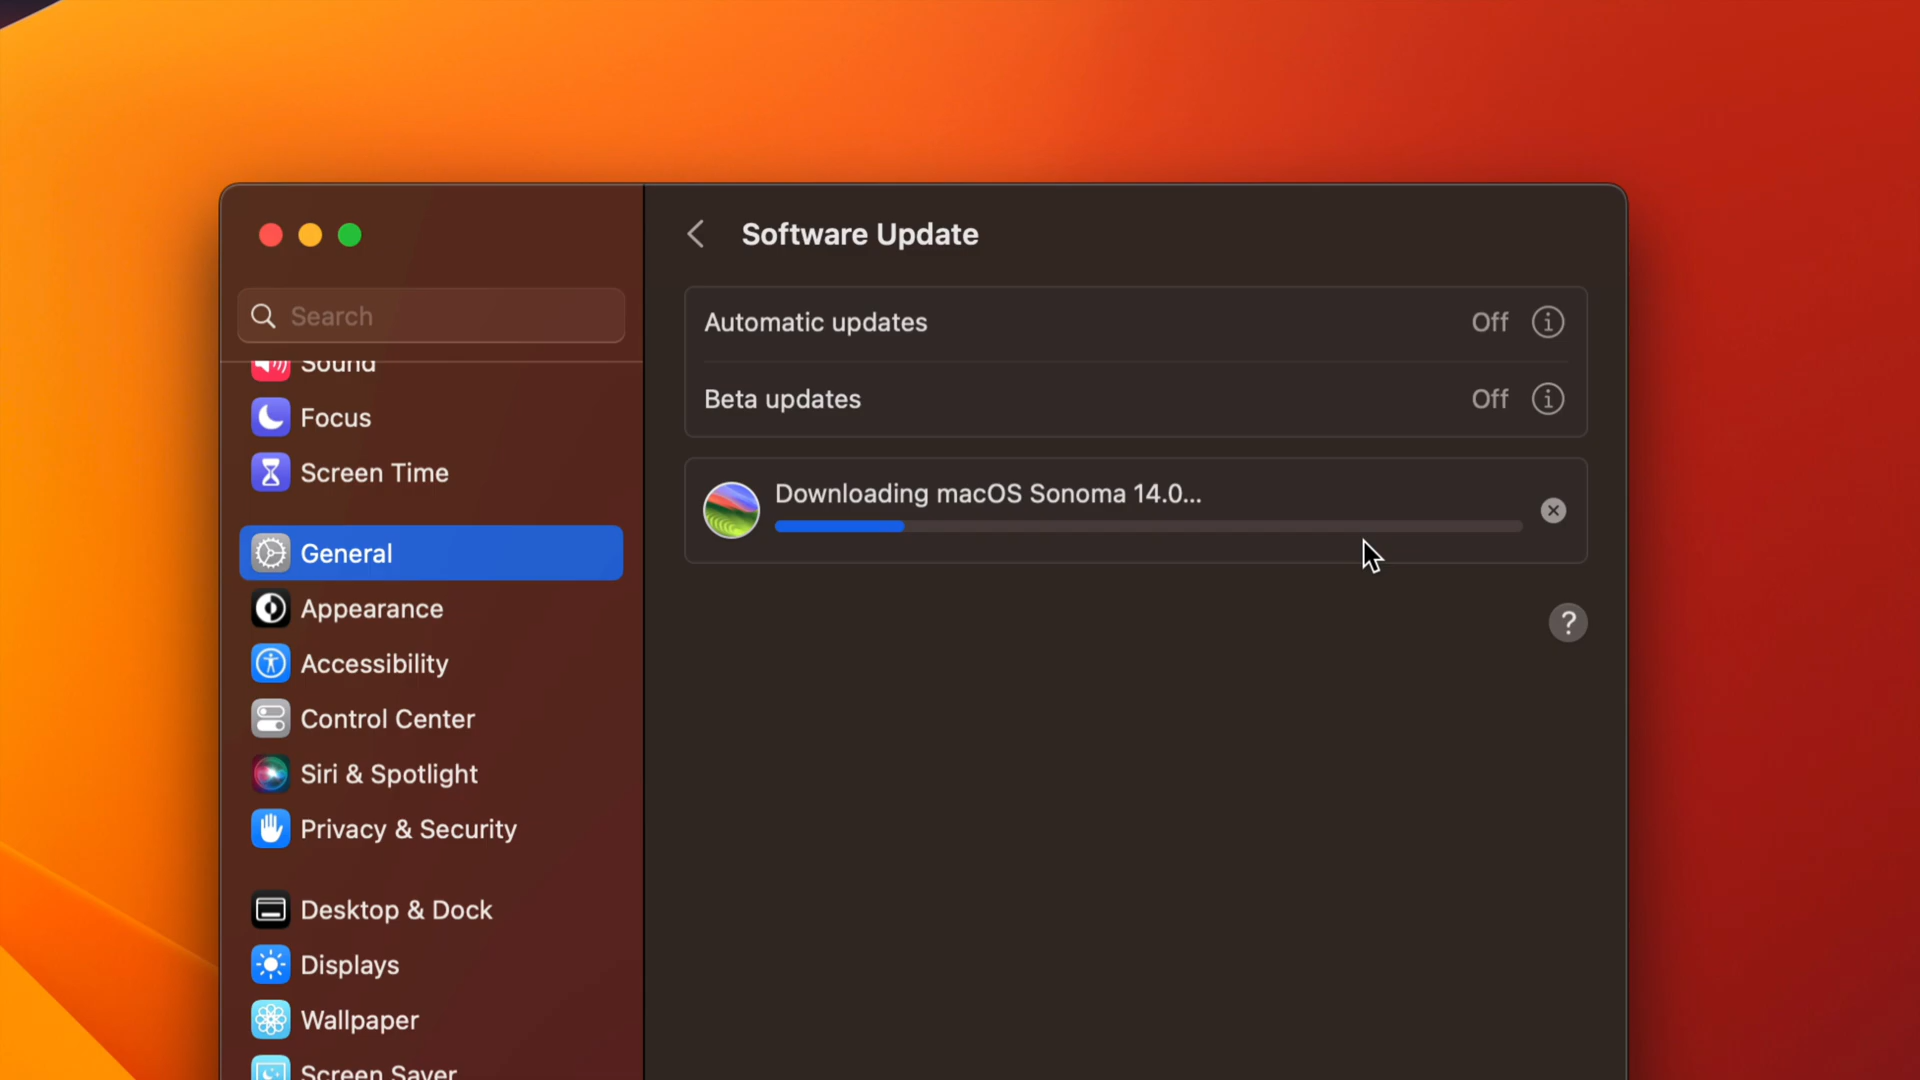 Software Update
Search
Automatic updates
Off
Beta updates
Off
Downloading macOS Sonoma 14.0...
?
Sound
Focus
Screen Time
General
Appearance
Accessibility
Control Center
Siri & Spotlight
Privacy & Security
Desktop & Dock
Displays
Wallpaper
Screen Saver